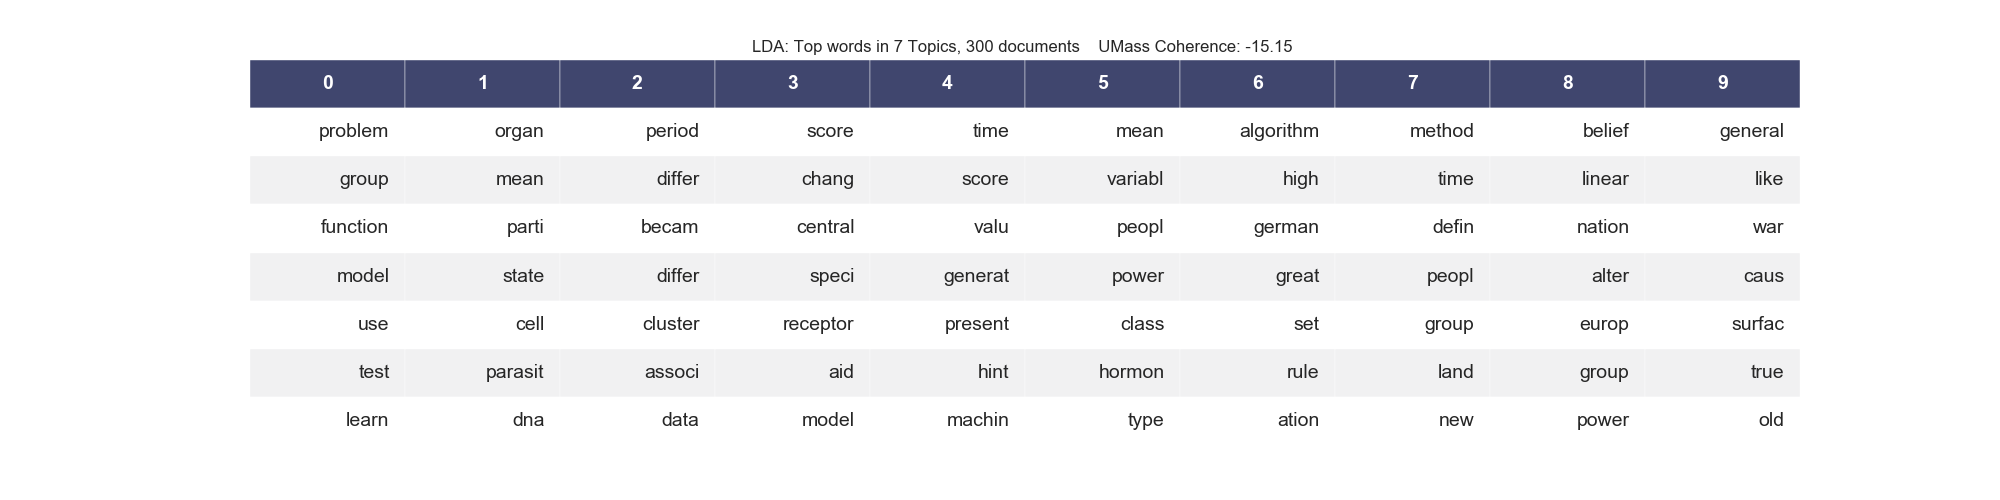 LDA: Top words in 7 Topics, 300 documents    UMass Coherence: -15.15
0 1 2 3 4 5 6 7 8 9
problem organ period score time mean algorithm method belief general
group mean differ chang score variabl high time linear like
function parti becam central valu peopl german defin nation war
model state differ speci generat power great peopl alter caus
use cell cluster receptor present class set group europ surfac
test parasit associ aid hint hormon rule land group true
learn dna data model machin type ation new power old